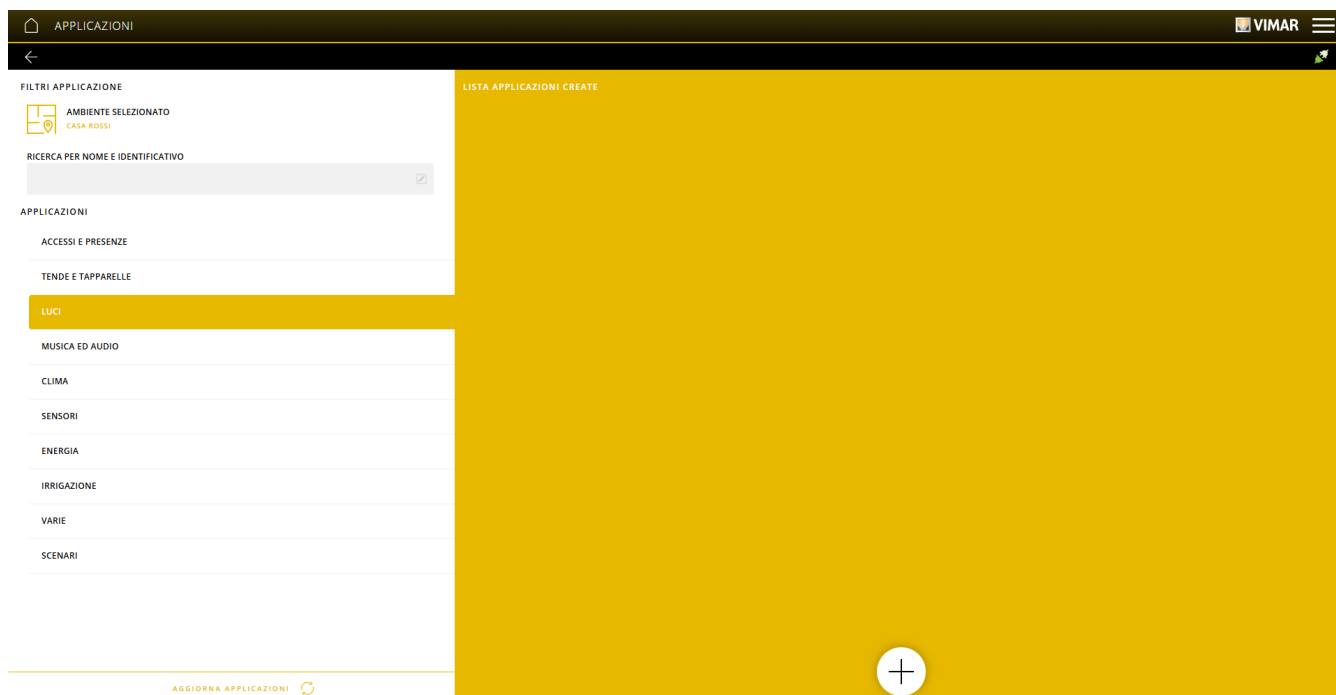 APPLICAZIONI
VIMAR
FILTRI APPLICAZIONE
AMBIENTE SELEZIONATO
CASA ROSSI
RICERCA PER NOME E IDENTIFICATIVO
APPLICAZIONI
ACCESSI E PRESENZE
TENDE E TAPPARELLE
LUCI
MUSICA ED AUDIO
CLIMA
SENSORI
ENERGIA
IRRIGAZIONE
VARIE
SCENARI
AGGIORNA APPLICAZIONI
LISTA APPLICAZIONI CREATE